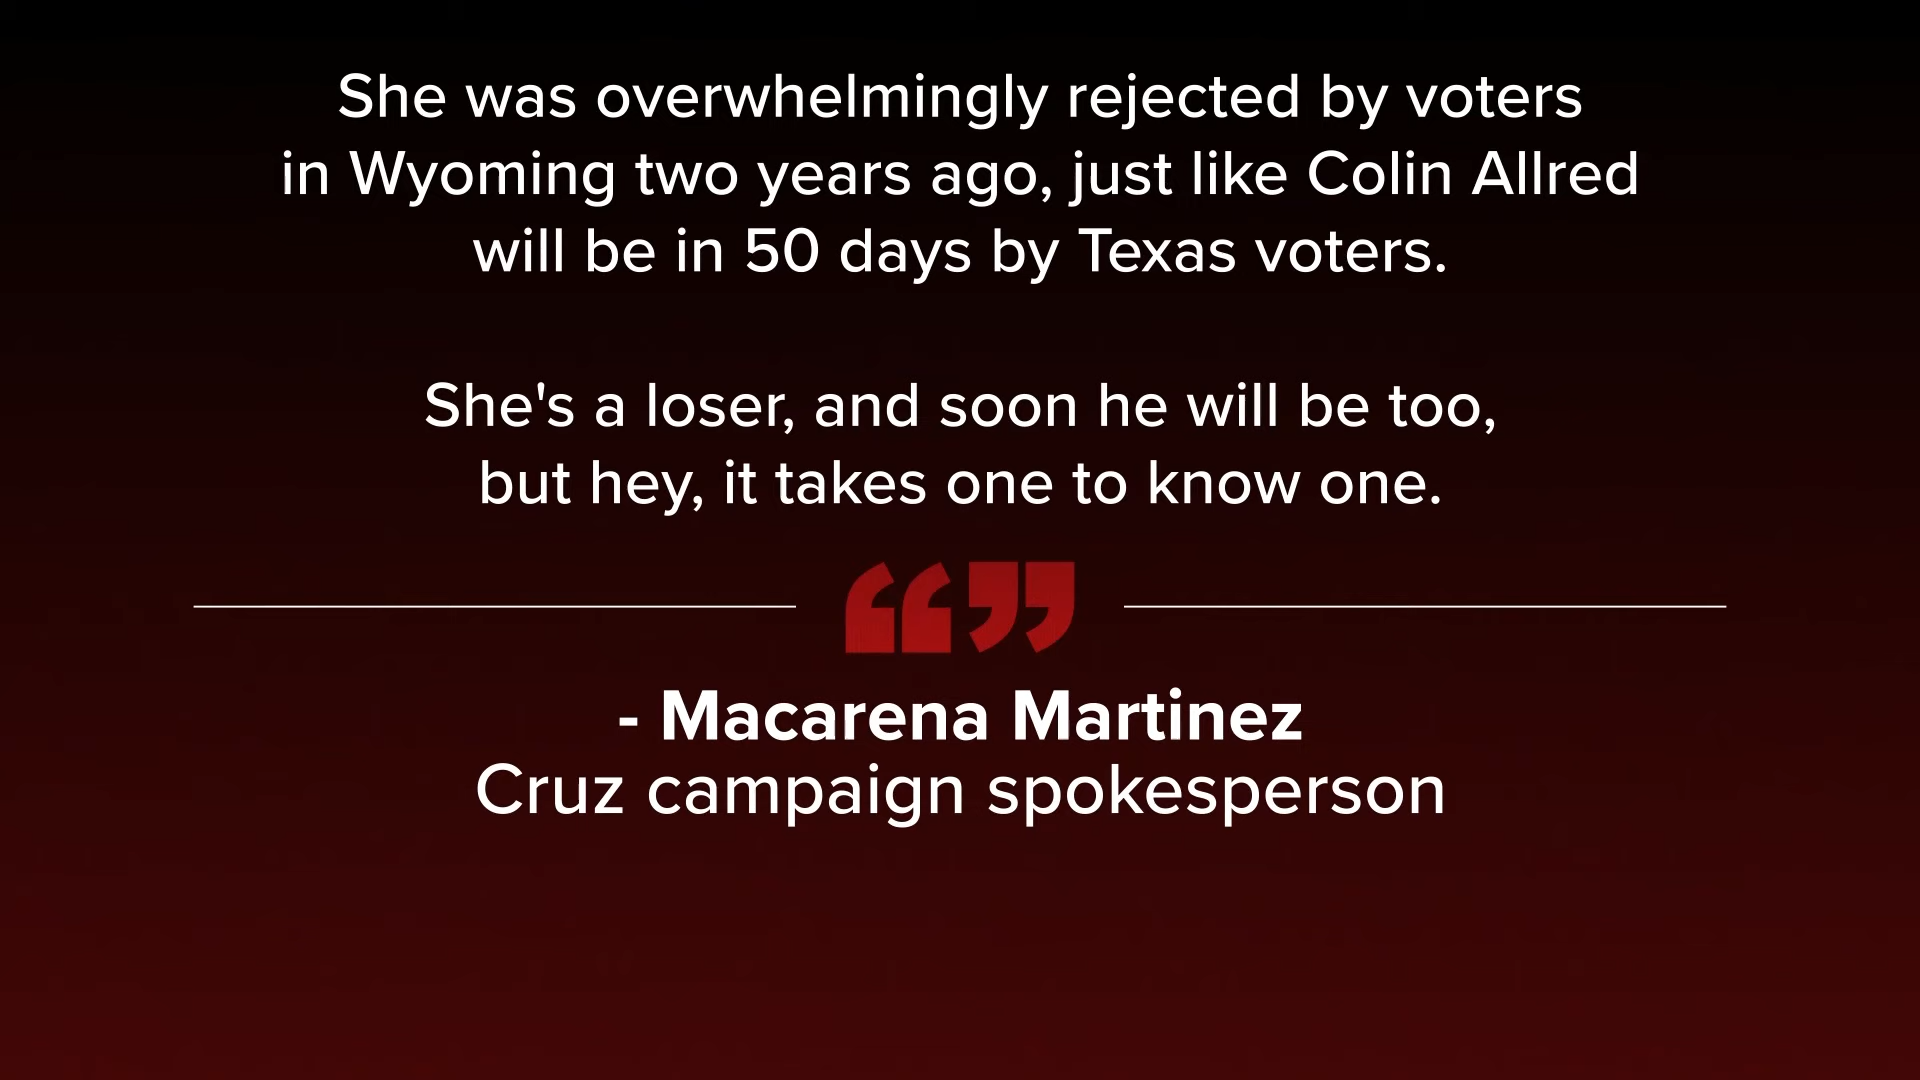 She was overwhelmingly rejected by voters
in Wyoming two years ago, just like Colin Allred
will be in 50 days by Texas voters.
She's a loser, and soon he will be too,
but hey, it takes one to know one.
“”
- Macarena Martinez
Cruz campaign spokesperson